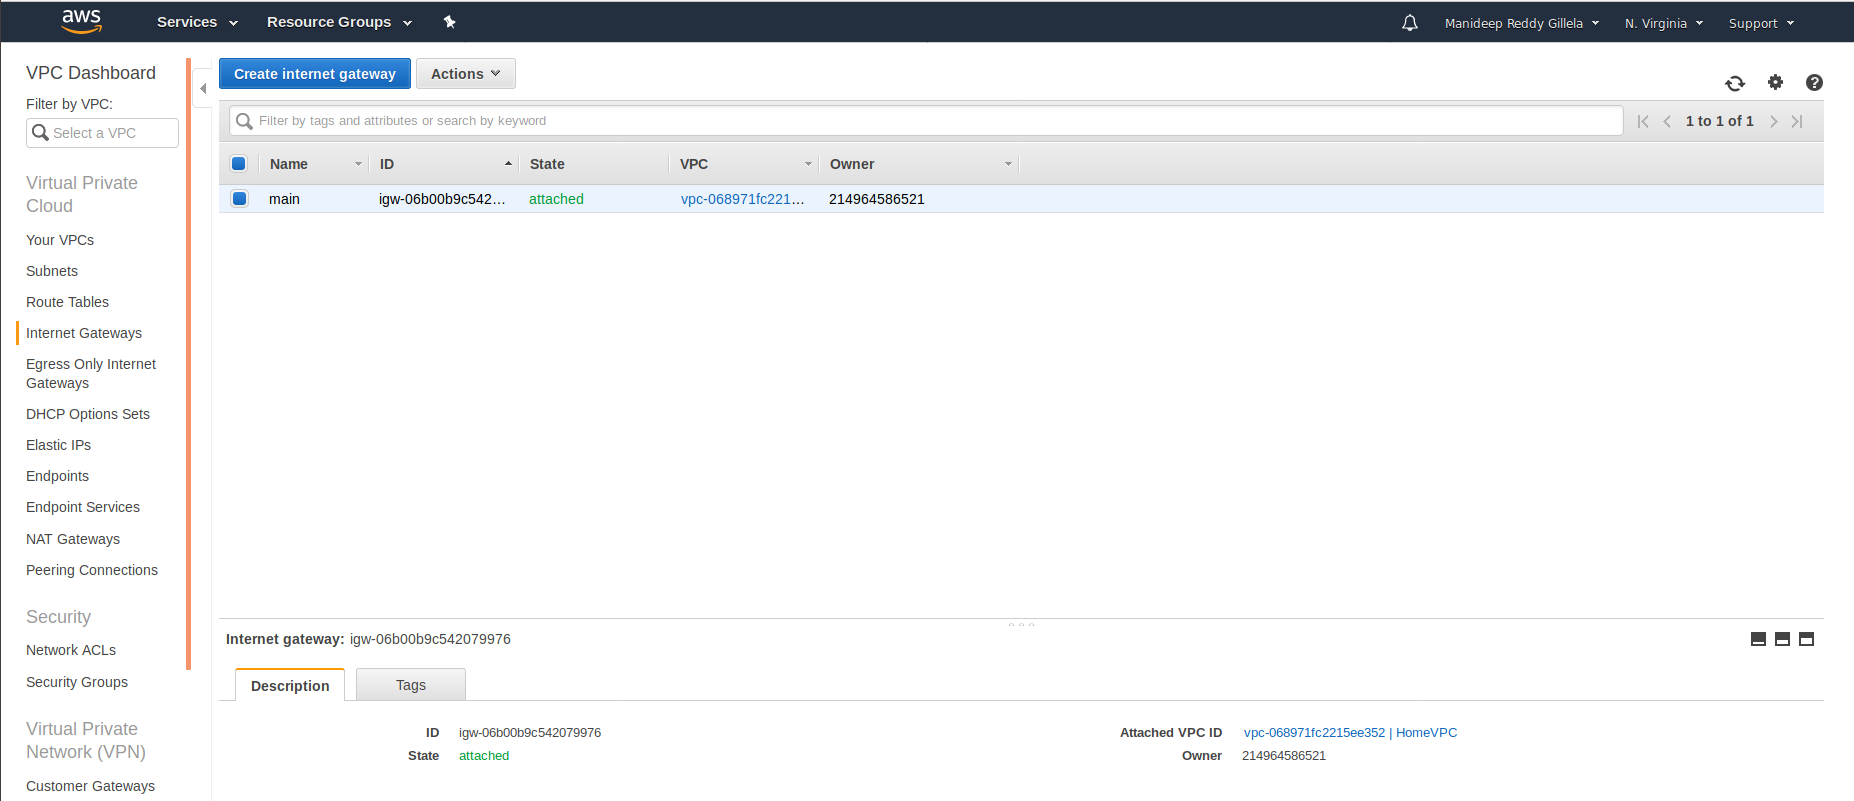 aws Services Resource Groups Manideep Reddy Gillela N. Virginia Support
VPC Dashboard
Filter by VPC:
Select a VPC
Virtual Private
Cloud
Your VPCs
Subnets
Route Tables
Internet Gateways
Egress Only Internet
Gateways
DHCP Options Sets
Elastic IPs
Endpoints
Endpoint Services
NAT Gateways
Peering Connections
Security
Network ACLs
Security Groups
Virtual Private
Network (VPN)
Customer Gateways
Create internet gateway Actions
Filter by tags and attributes or search by keyword 1 to 1 of 1
Name ID State VPC Owner
main igw-06b00b9c542... attached vpc-068971fc221... 214964586521
Internet gateway: igw-06b00b9c542079976
Description Tags
ID igw-06b00b9c542079976 Attached VPC ID vpc-068971fc2215ee352 | HomeVPC
State attached Owner 214964586521